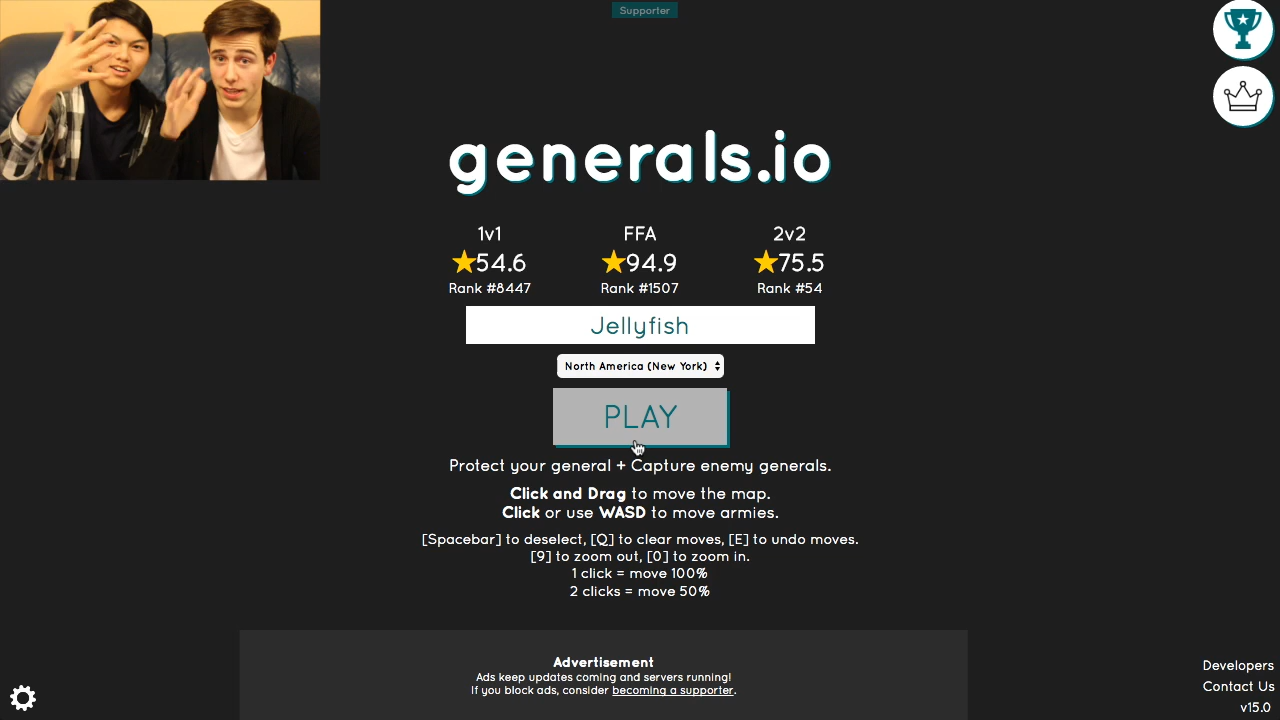 Supporter
generals.io
1v1 FFA 2v2
★54.6 ★94.9 ★75.5
Rank #8447 Rank #1507 Rank #54
Jellyfish
North America (New York)
PLAY
Protect your general + Capture enemy generals.
Click and Drag to move the map.
Click or use WASD to move armies.
[Spacebar] to deselect, [Q] to clear moves, [E] to undo moves.
[9] to zoom out, [0] to zoom in.
1 click = move 100%
2 clicks = move 50%
Advertisement
Ads keep updates coming and servers running!
If you block ads, consider becoming a supporter.
Developers
Contact Us
v15.0